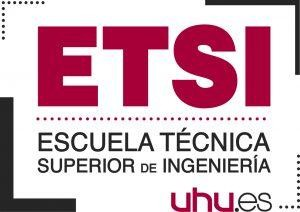 ETSI
ESCUELA TÉCNICA
SUPERIOR DE INGENIERÍA
uhu.es